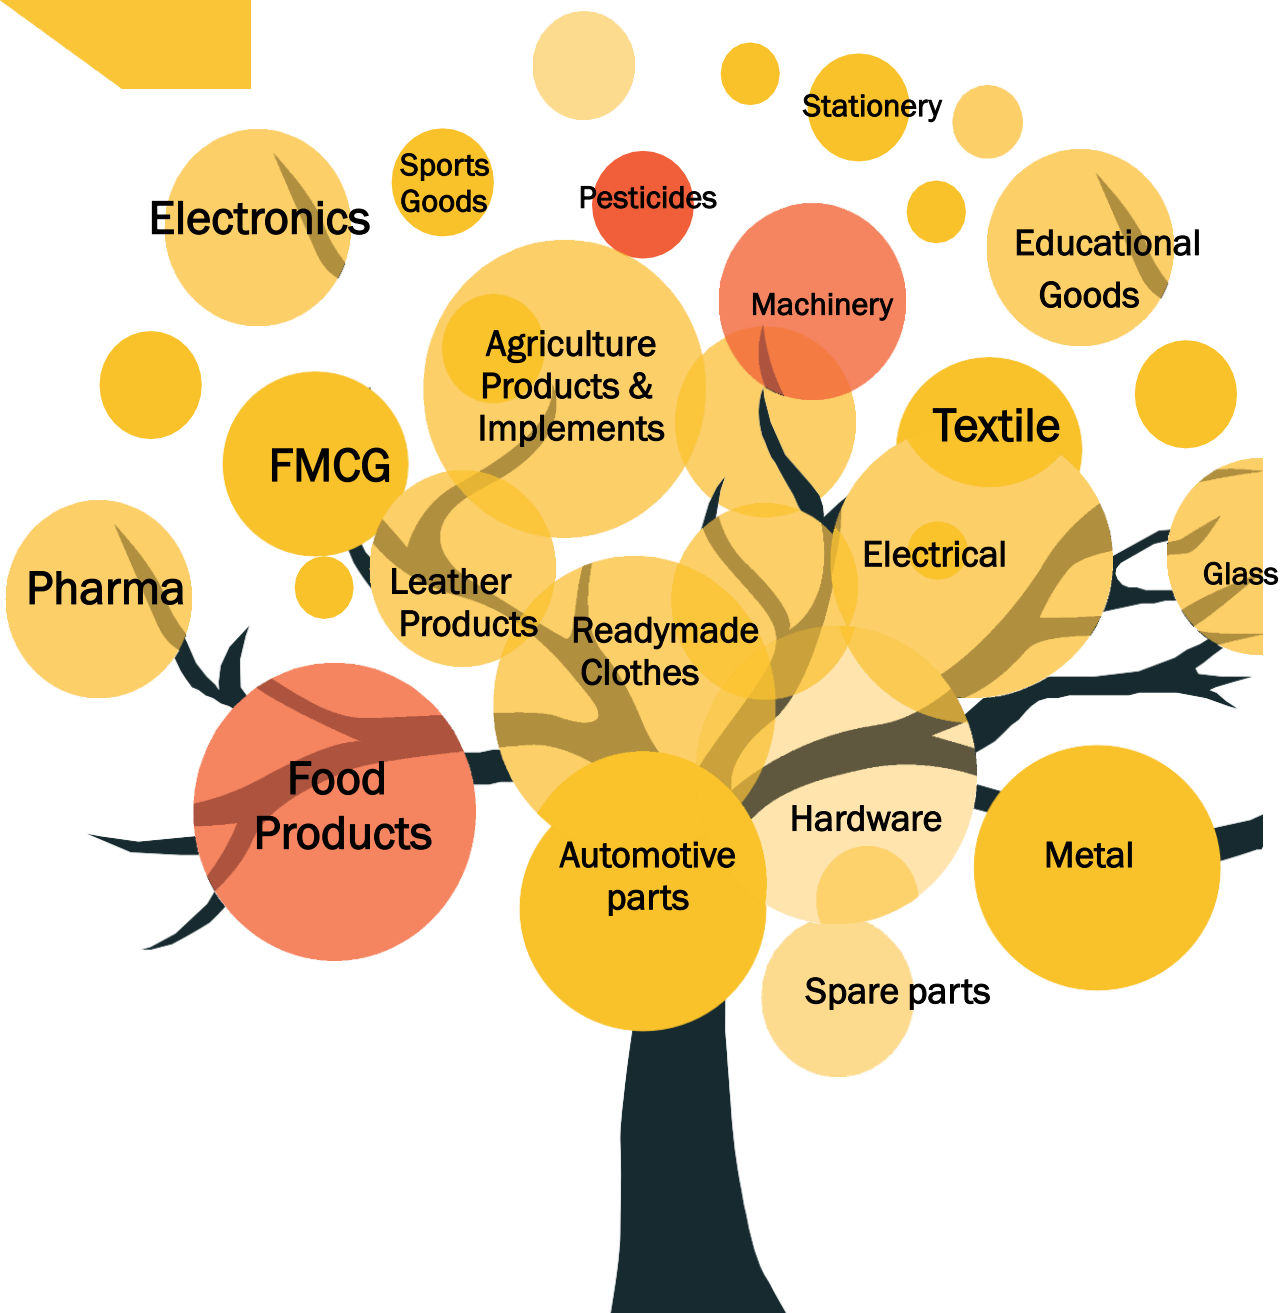 Stationery
Sports
Goods
Pesticides
Electronics
Educational
Goods
Machinery
Agriculture
Products &
Implements
Textile
FMCG
Electrical
Glass
Leather
Products
Pharma
Readymade
Clothes
Food
Products
Hardware
Automotive
parts
Metal
Spare parts